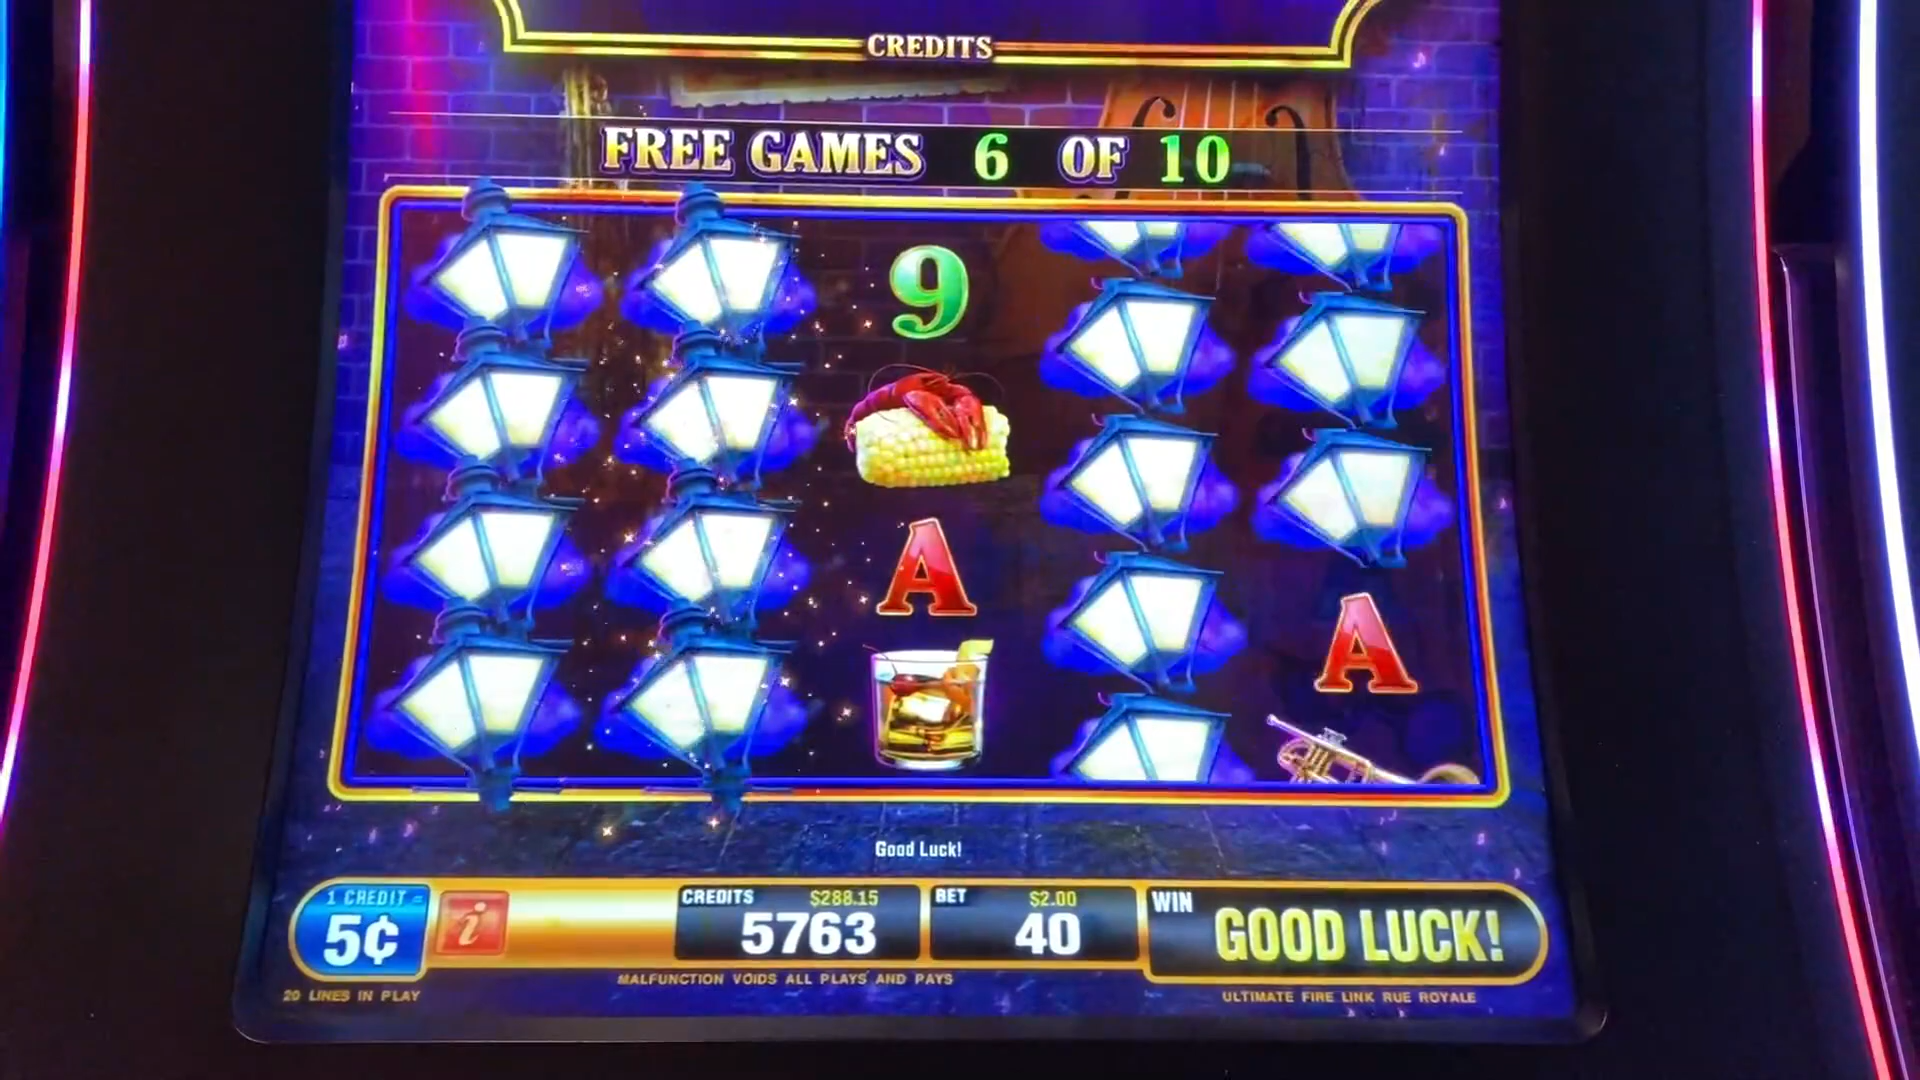 CREDITS
FREE GAMES 6 OF 10
9
A
A
Good Luck!
1 CREDIT =
5¢
i
CREDITS $288.15
5763
BET $2.00
40
WIN
GOOD LUCK!
MALFUNCTION VOIDS ALL PLAYS AND PAYS
20 LINES IN PLAY
ULTIMATE FIRE LINK RUE ROYALE